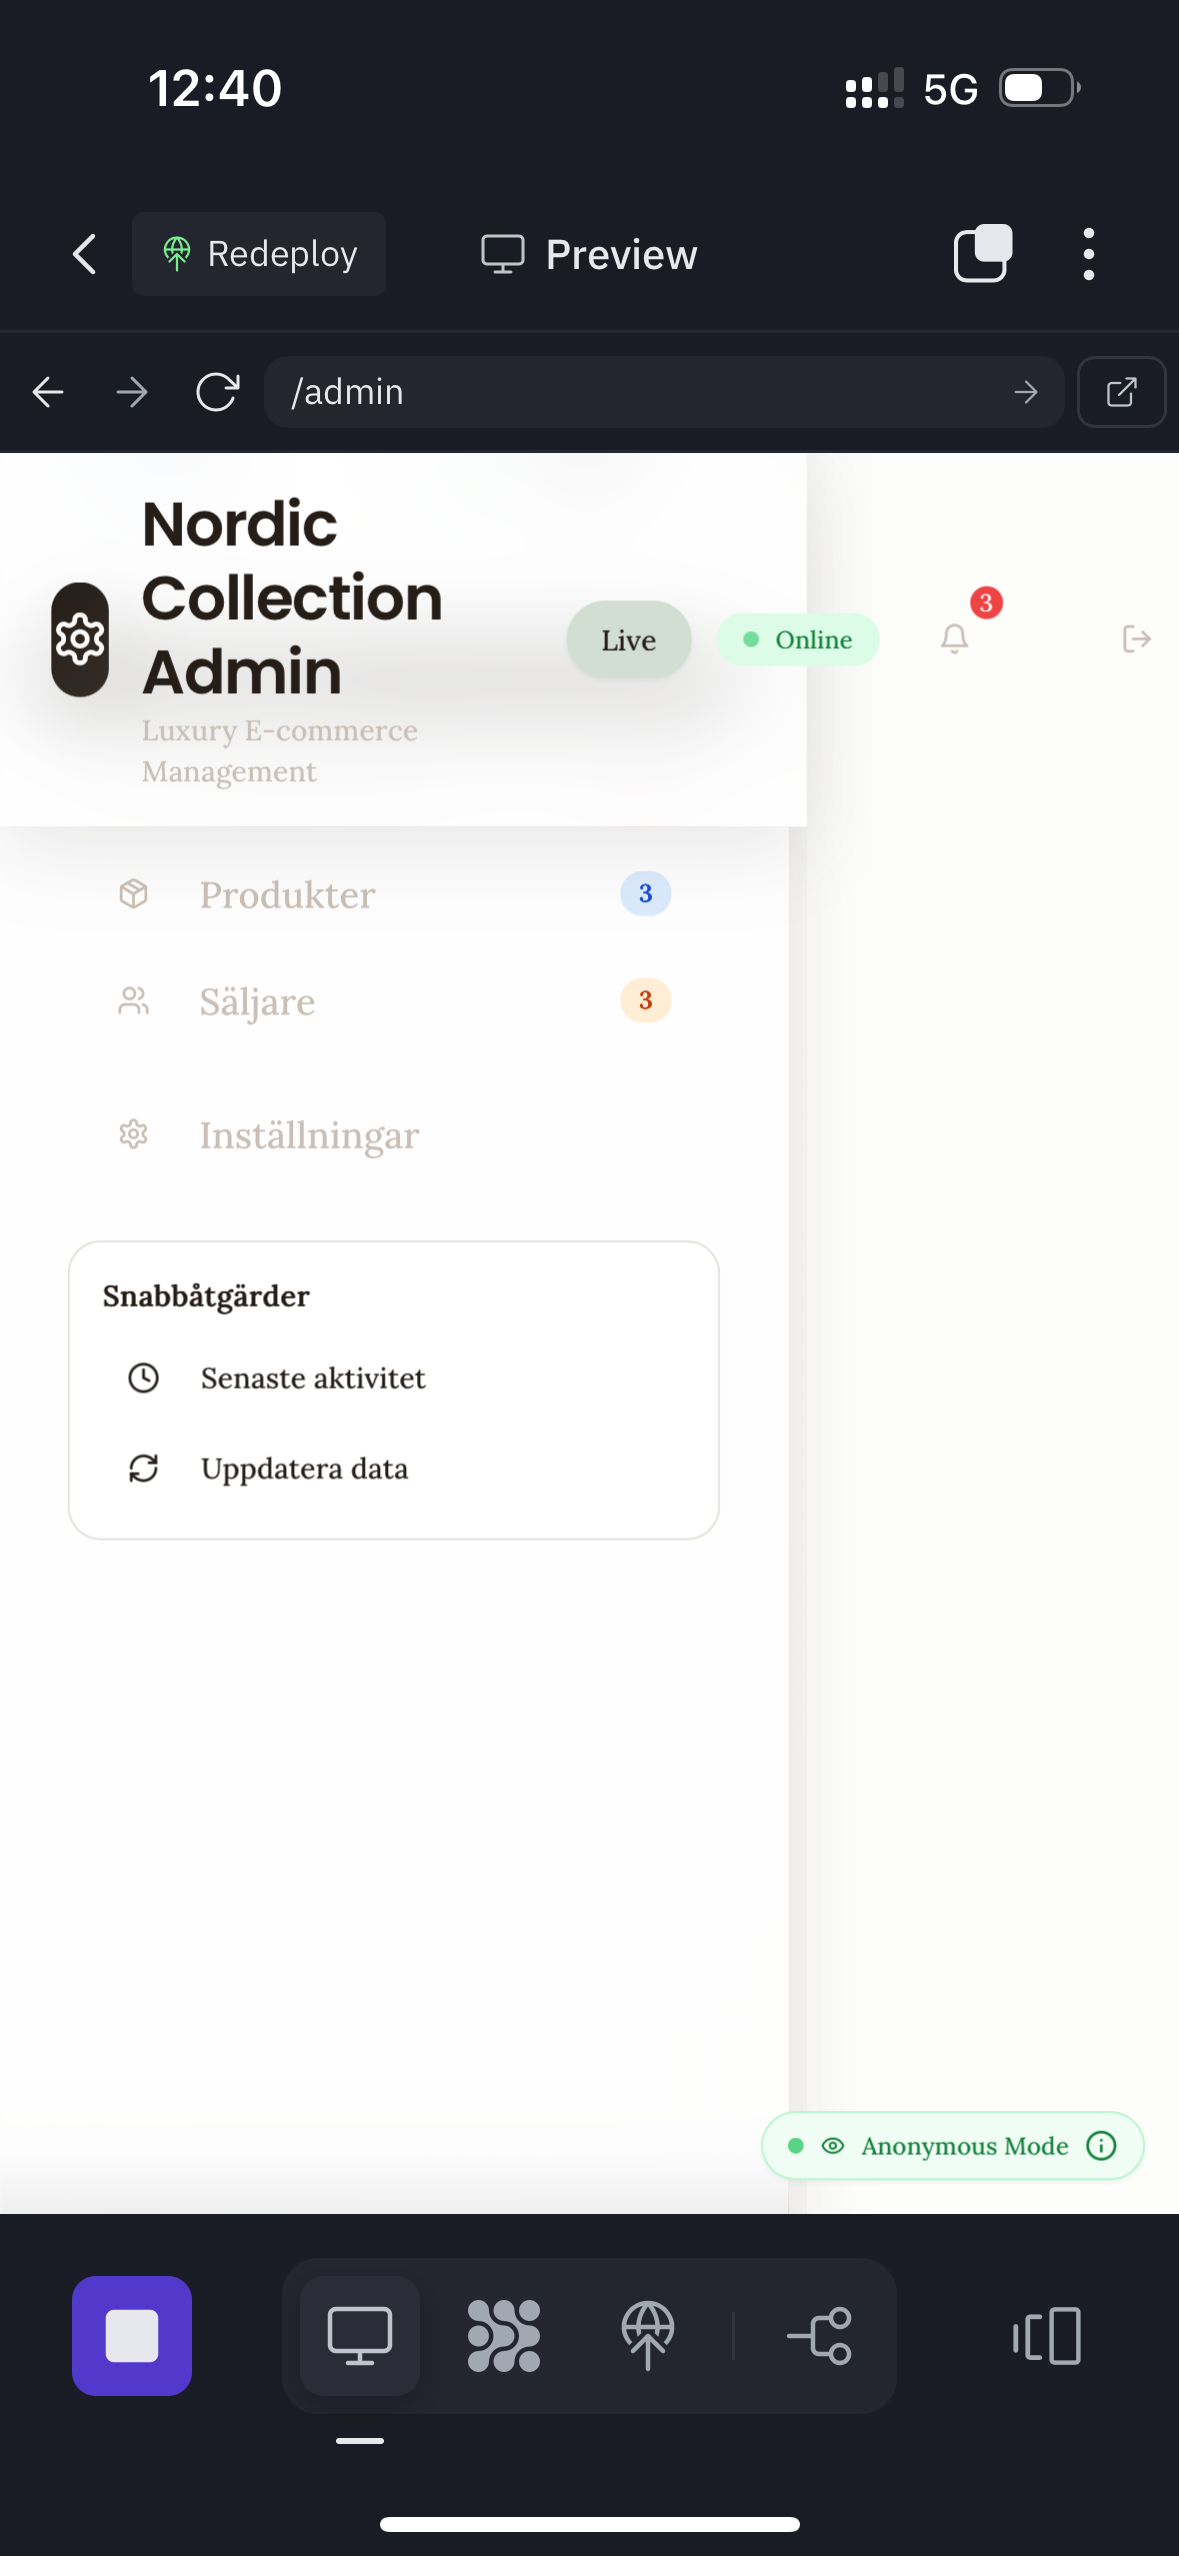 12:40
5G
Redeploy
Preview
/admin
Nordic
Collection
Admin
Luxury E-commerce
Management
Live
Online
3
Produkter
3
Säljare
3
Inställningar
Snabbåtgärder
Senaste aktivitet
Uppdatera data
Anonymous Mode